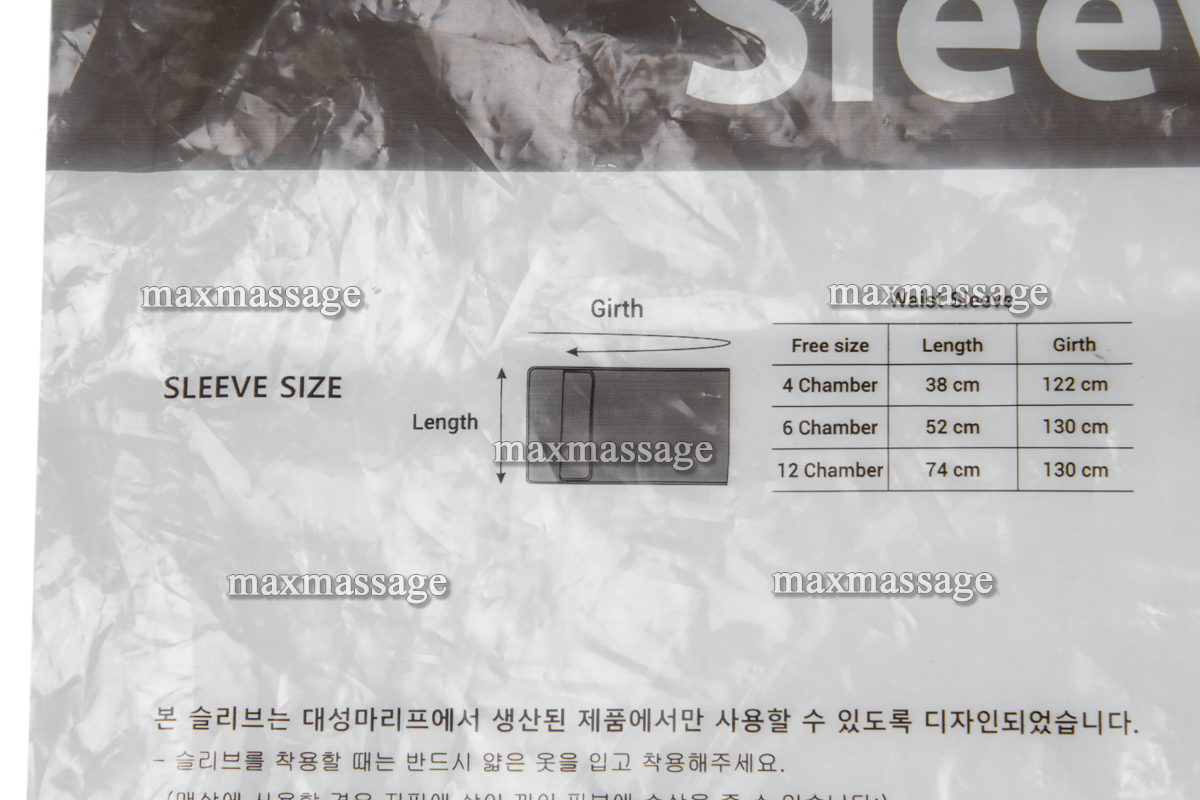 Slee
maxmassage
maxmassage
Waist Sleeve
Girth
Free size Length Girth
SLEEVE SIZE
4 Chamber 38 cm 122 cm
Length
6 Chamber 52 cm 130 cm
maxmassage
12 Chamber 74 cm 130 cm
maxmassage
maxmassage
본 슬리브는 대성마리프에서 생산된 제품에서만 사용할 수 있도록 디자인되었습니다.
- 슬리브를 착용할 때는 반드시 얇은 옷을 입고 착용해주세요.